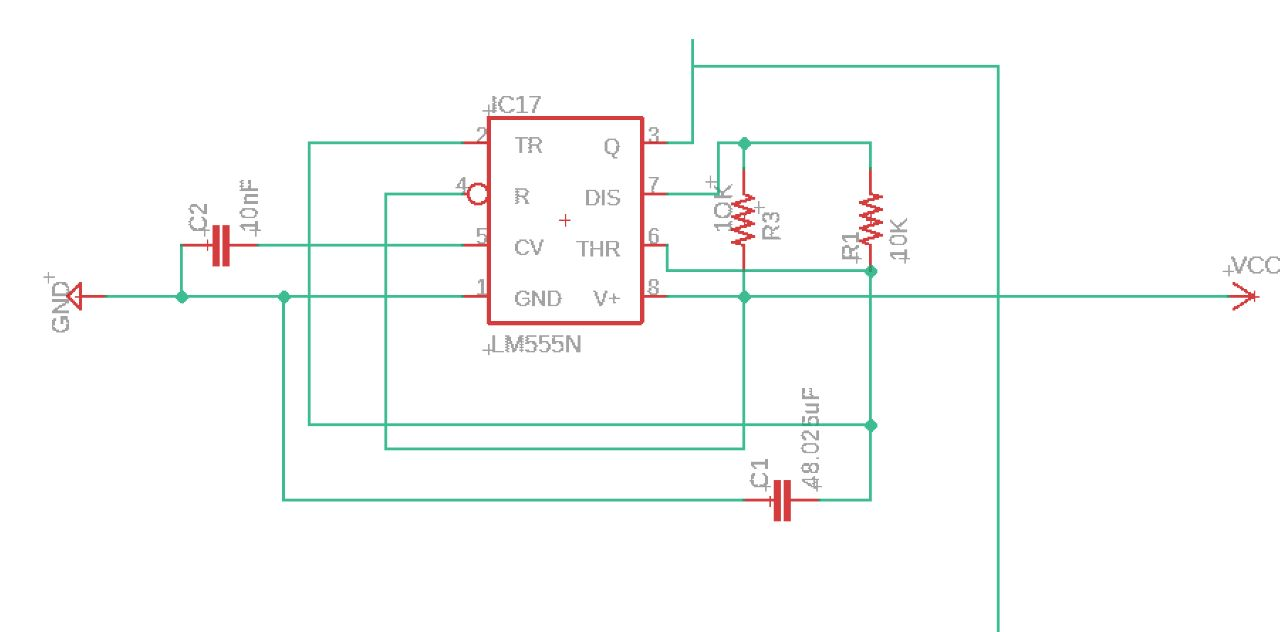 IC17
2
TR
Q
3
4
R
DIS
7
5
CV
THR
6
1
GND
V+
8
LM555N
C2
10nF
GND
10K
R3
R1
10K
VCC
C1
48.025uF